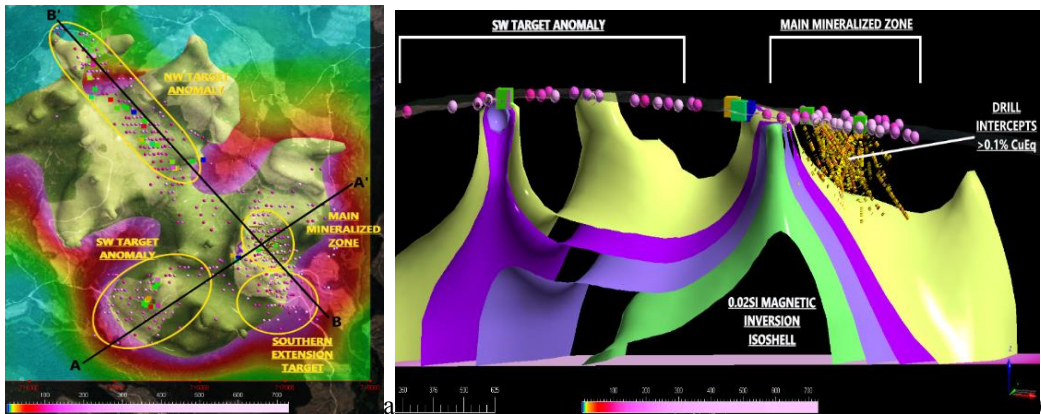 B'
NW TARGET
ANOMALY
A'
MAIN
MINERALIZED
ZONE
SW TARGET
ANOMALY
B
SOUTHERN
EXTENSION
TARGET
A
100 200 300 400 500 600 700
a
SW TARGET ANOMALY
MAIN MINERALIZED ZONE
DRILL
INTERCEPTS
>0.1% CuEq
0.02SI MAGNETIC
INVERSION
ISOSHELL
100 200 300 400 500 600 700